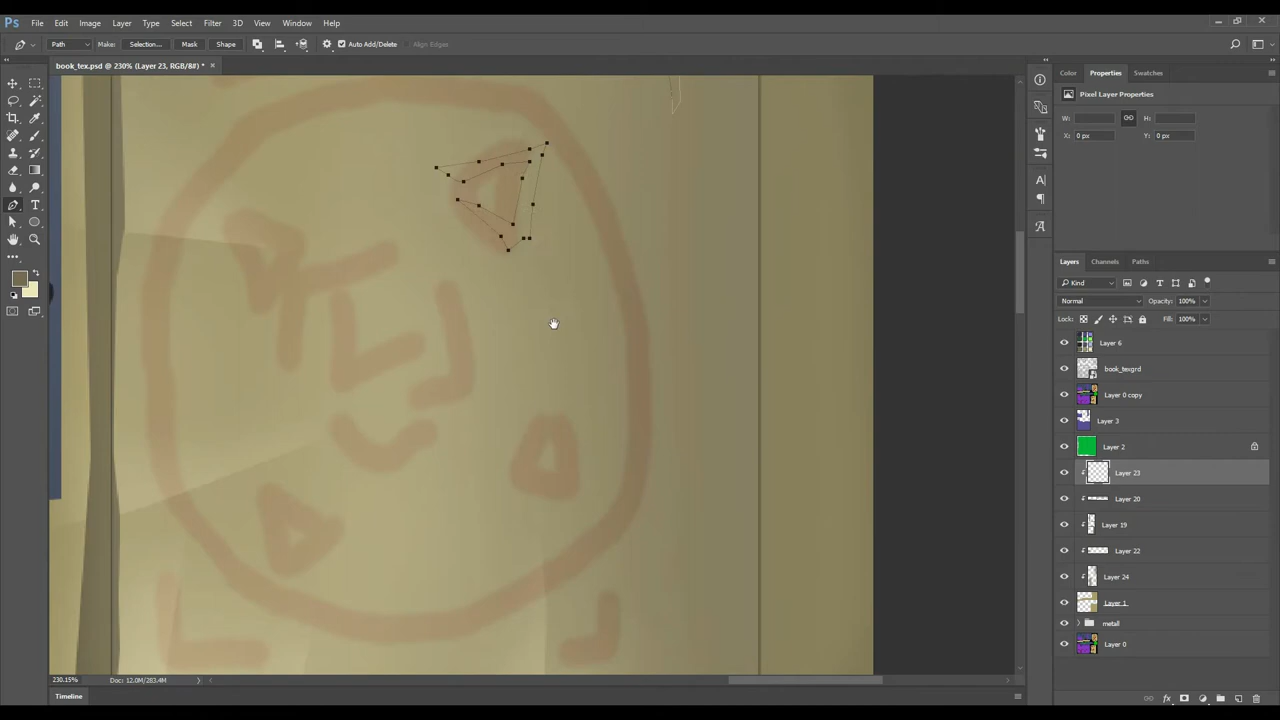 Ps File Edit Image Layer Type Select Filter 3D View Window Help
Path Make: Selection... Mask Shape Auto Add/Delete Align Edges
book_tex.psd @ 230% (Layer 23, RGB/8#) *
Color Properties Swatches
Pixel Layer Properties
W: H:
X: 0 px Y: 0 px
Layers Channels Paths
Kind
Normal Opacity: 100%
Lock: Fill: 100%
Layer 6
book_texgrd
Layer 0 copy
Layer 3
Layer 2
Layer 23
Layer 20
Layer 19
Layer 22
Layer 24
Layer 1
metall
Layer 0
230.15% Doc: 12.0M/283.4M
Timeline